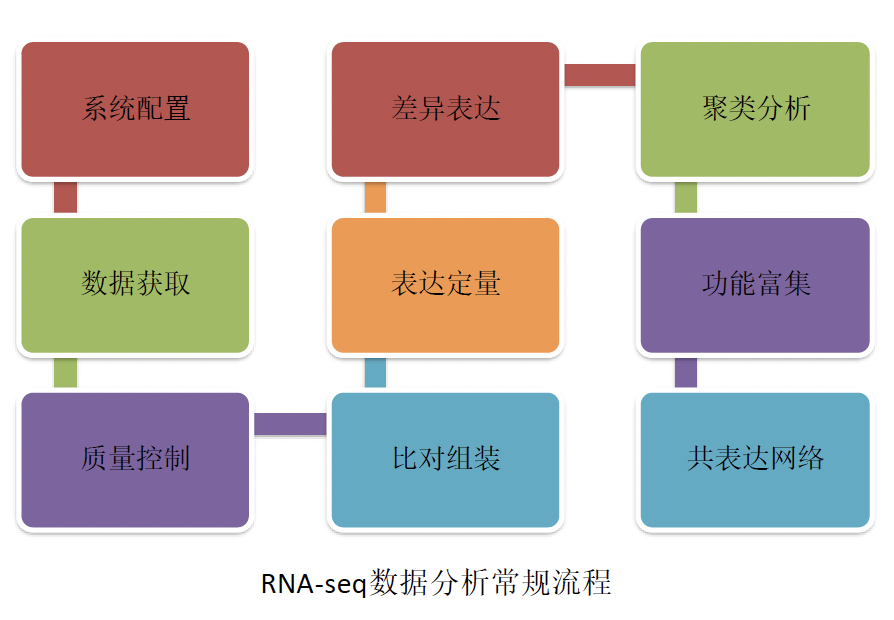 系统配置
数据获取
质量控制
比对组装
表达定量
差异表达
聚类分析
功能富集
共表达网络
RNA-seq数据分析常规流程